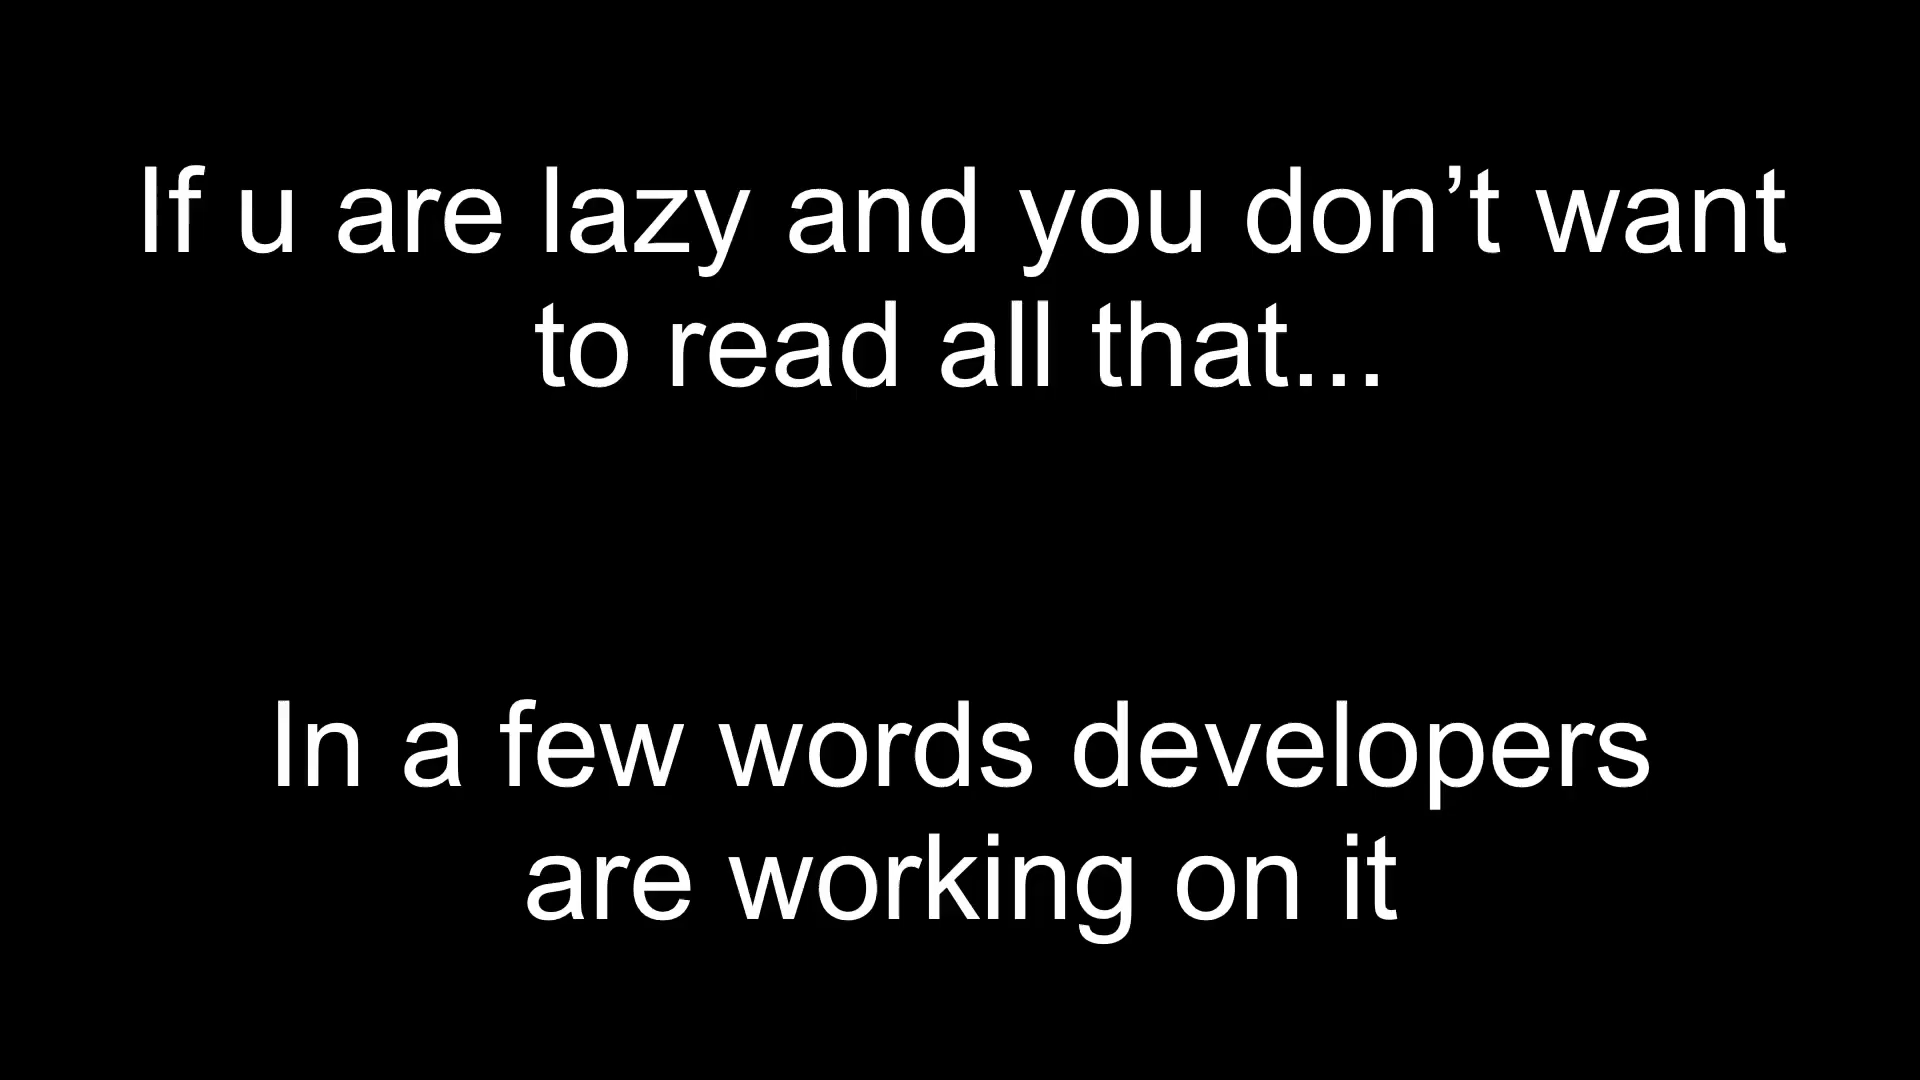 If u are lazy and you don’t want
to read all that...
In a few words developers
are working on it